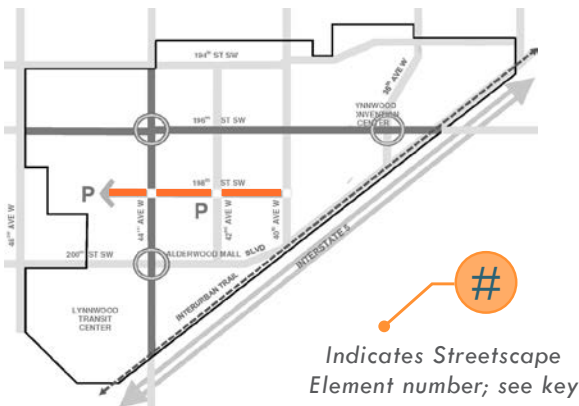 194TH ST SW
36TH AVE W
LYNNWOOD
CONVENTION
CENTER
196TH ST SW
198TH ST SW
P
P
46TH AVE W
44TH AVE W
42ND AVE W
40TH AVE W
200TH ST SW
ALDERWOOD MALL BLVD
INTERURBAN TRAIL
INTERSTATE 5
LYNNWOOD
TRANSIT
CENTER
#
Indicates Streetscape
Element number; see key